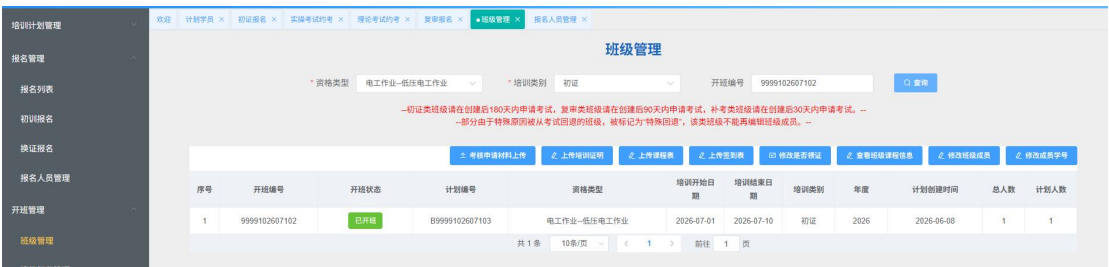 培训计划管理
报名管理
报名列表
初训报名
换证报名
报名人员管理
开班管理
班级管理
欢迎 计划学员 × 初证报名 × 实操考试约考 × 理论考试约考 × 复审报名 × ●班级管理 × 报名人员管理 ×
班级管理
* 资格类型 电工作业--低压电工作业 * 培训类别 初证 开班编号 9999102607102 查询
--初证类班级请在创建后180天内申请考试，复审类班级请在创建后90天内申请考试，补考类班级请在创建后30天内申请考试。--
--部分由于特殊原因被从考试回退的班级，被标记为"特殊回退"，该类班级不能再编辑班级成员。--
考核申请材料上传 上传培训证明 上传课程表 上传签到表 修改是否领证 查看班级课程信息 修改班级成员 修改成员学号
序号 开班编号 开班状态 计划编号 资格类型 培训开始日期 培训结束日期 培训类别 年度 计划创建时间 总人数 计划人数
1 9999102607102 已开班 B9999102607103 电工作业--低压电工作业 2026-07-01 2026-07-10 初证 2026 2026-06-08 1 1
共 1 条 10条/页 < 1 > 前往 1 页